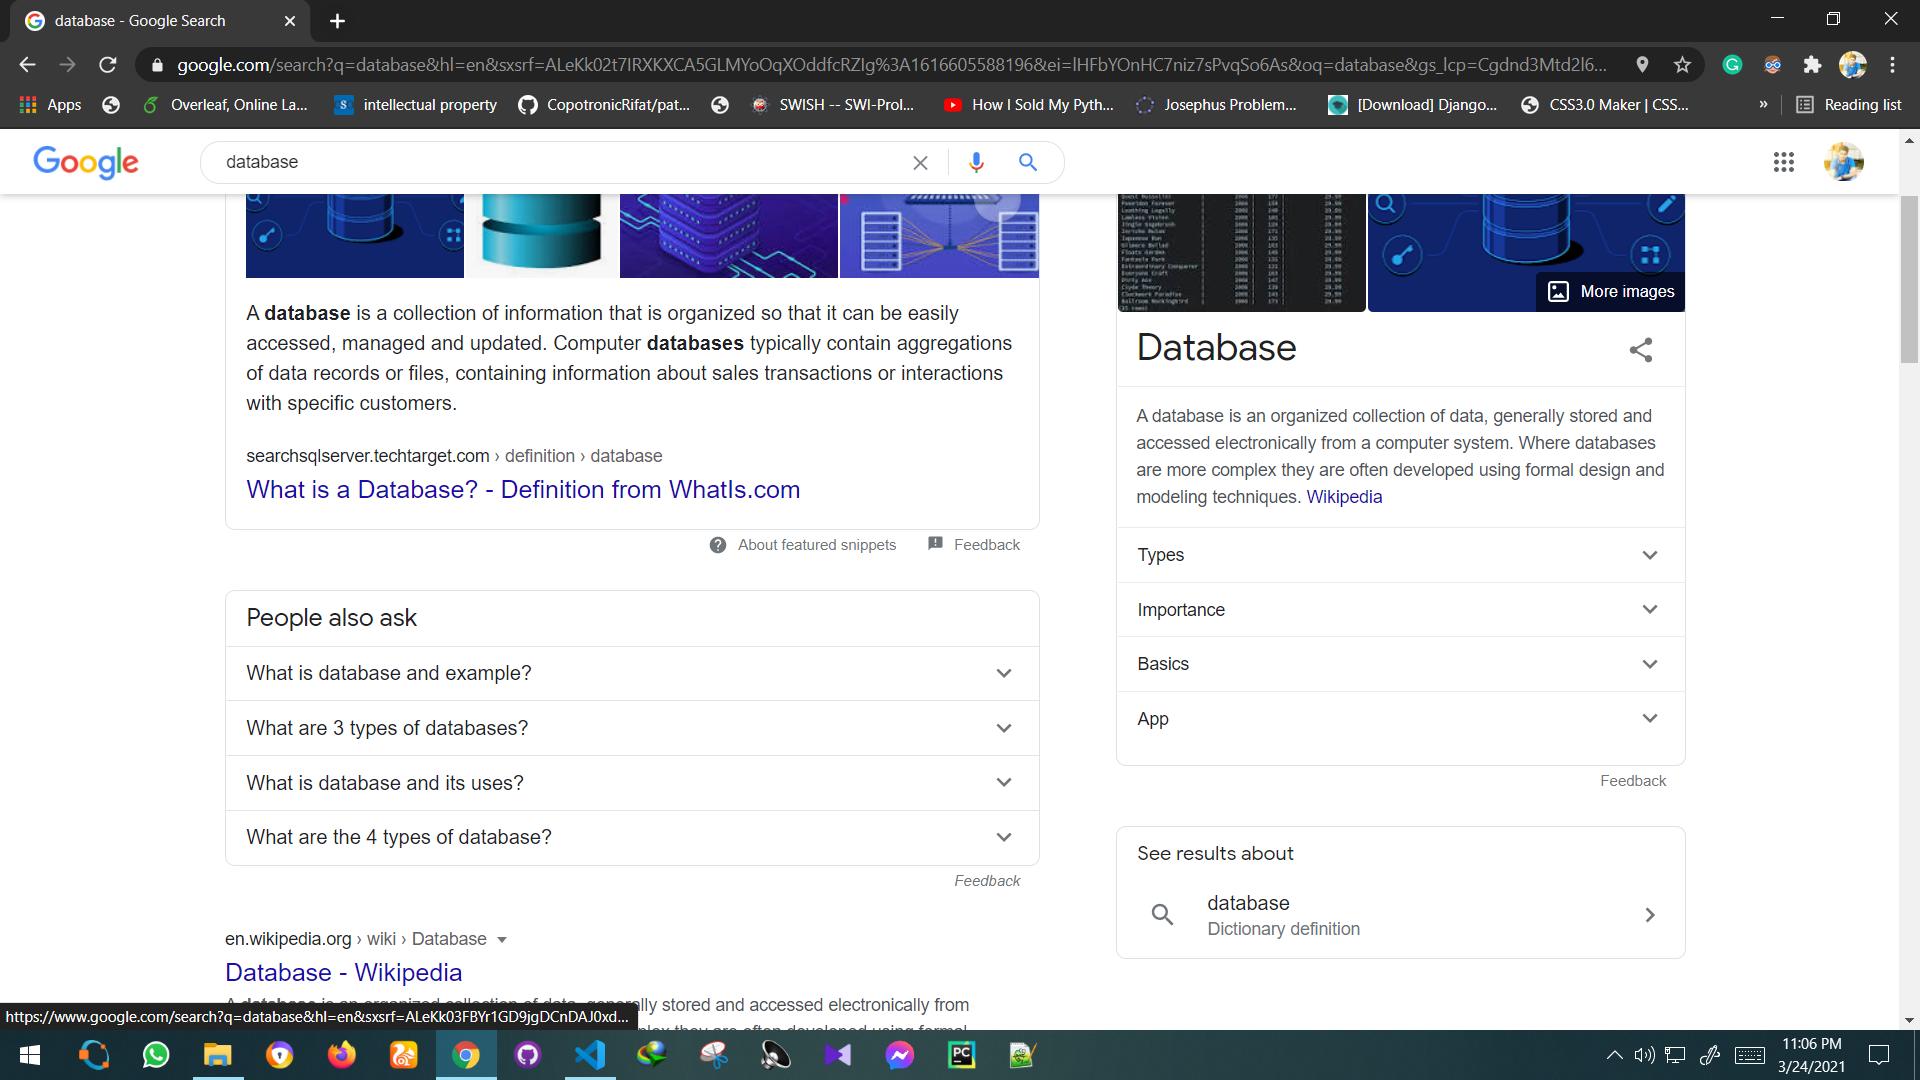 database - Google Search
google.com/search?q=database&hl=en&sxsrf=ALeKk02t7IRXKXCA5GLMYoOqXOddfcRZIg%3A1616605588196&ei=lHFbYOnHC7niz7sPvqSo6As&oq=database&gs_lcp=Cgdnd3Mtd2l6...
Apps
Overleaf, Online La...
intellectual property
CopotronicRifat/pat...
SWISH -- SWI-Prol...
How I Sold My Pyth...
Josephus Problem...
[Download] Django...
CSS3.0 Maker | CSS...
»
Reading list
Google
database
More images
A database is a collection of information that is organized so that it can be easily
accessed, managed and updated. Computer databases typically contain aggregations
of data records or files, containing information about sales transactions or interactions
with specific customers.
searchsqlserver.techtarget.com › definition › database
What is a Database? - Definition from WhatIs.com
About featured snippets
Feedback
People also ask
What is database and example?
What are 3 types of databases?
What is database and its uses?
What are the 4 types of database?
Feedback
en.wikipedia.org › wiki › Database
Database - Wikipedia
A database is an organized collection of data, generally stored and accessed electronically from
Database
A database is an organized collection of data, generally stored and
accessed electronically from a computer system. Where databases
are more complex they are often developed using formal design and
modeling techniques. Wikipedia
Types
Importance
Basics
App
Feedback
See results about
database
Dictionary definition
https://www.google.com/search?q=database&hl=en&sxsrf=ALeKk03FBYr1GD9jgDCnDAJ0xd...
PC
11:06 PM
3/24/2021